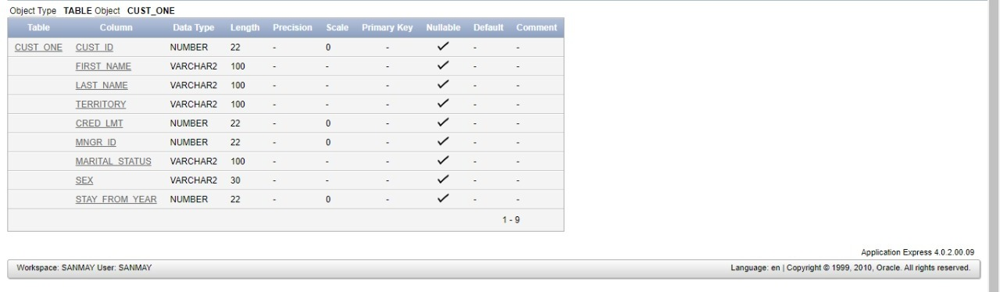 Object Type TABLE Object CUST_ONE
Table Column Data Type Length Precision Scale Primary Key Nullable Default Comment
CUST_ONE CUST_ID NUMBER 22 - 0 - ✓ - -
FIRST_NAME VARCHAR2 100 - - - ✓ - -
LAST_NAME VARCHAR2 100 - - - ✓ - -
TERRITORY VARCHAR2 100 - - - ✓ - -
CRED_LMT NUMBER 22 - 0 - ✓ - -
MNGR_ID NUMBER 22 - 0 - ✓ - -
MARITAL_STATUS VARCHAR2 100 - - - ✓ - -
SEX VARCHAR2 30 - - - ✓ - -
STAY_FROM_YEAR NUMBER 22 - 0 - ✓ - -
1 - 9
Application Express 4.0.2.00.09
Workspace: SANMAY User: SANMAY Language: en | Copyright © 1999, 2010, Oracle. All rights reserved.